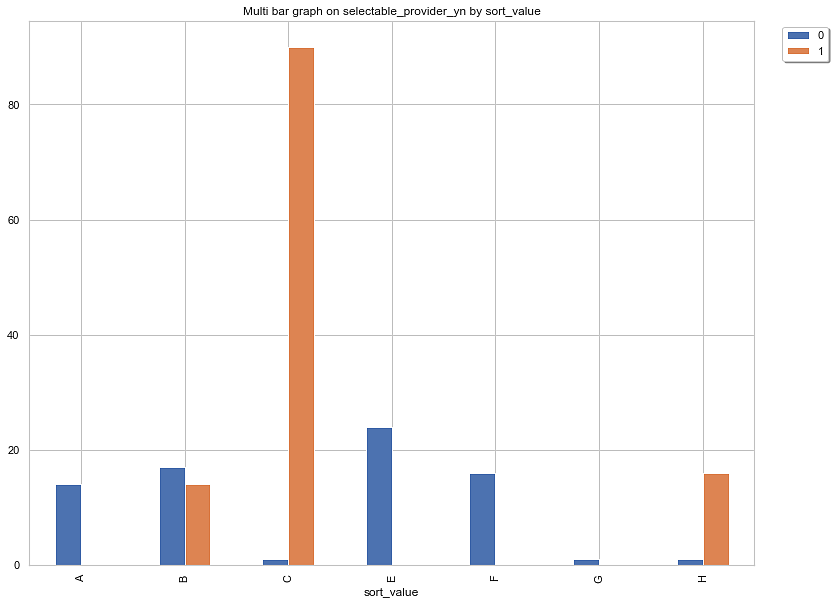 Multi bar graph on selectable_provider_yn by sort_value
0
1
80
60
40
20
0
A
B
C
E
F
G
H
sort_value